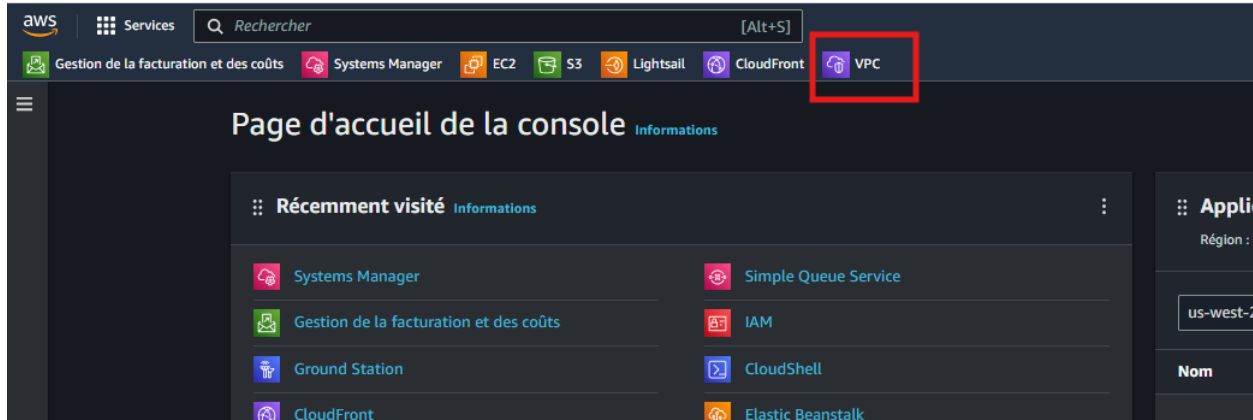 aws Services Rechercher [Alt+S]
Gestion de la facturation et des coûts Systems Manager EC2 S3 Lightsail CloudFront VPC
Page d'accueil de la console Informations
Récemment visité Informations
Systems Manager
Simple Queue Service
Gestion de la facturation et des coûts
IAM
Ground Station
CloudShell
CloudFront
Elastic Beanstalk
Appli
Région :
us-west-2
Nom